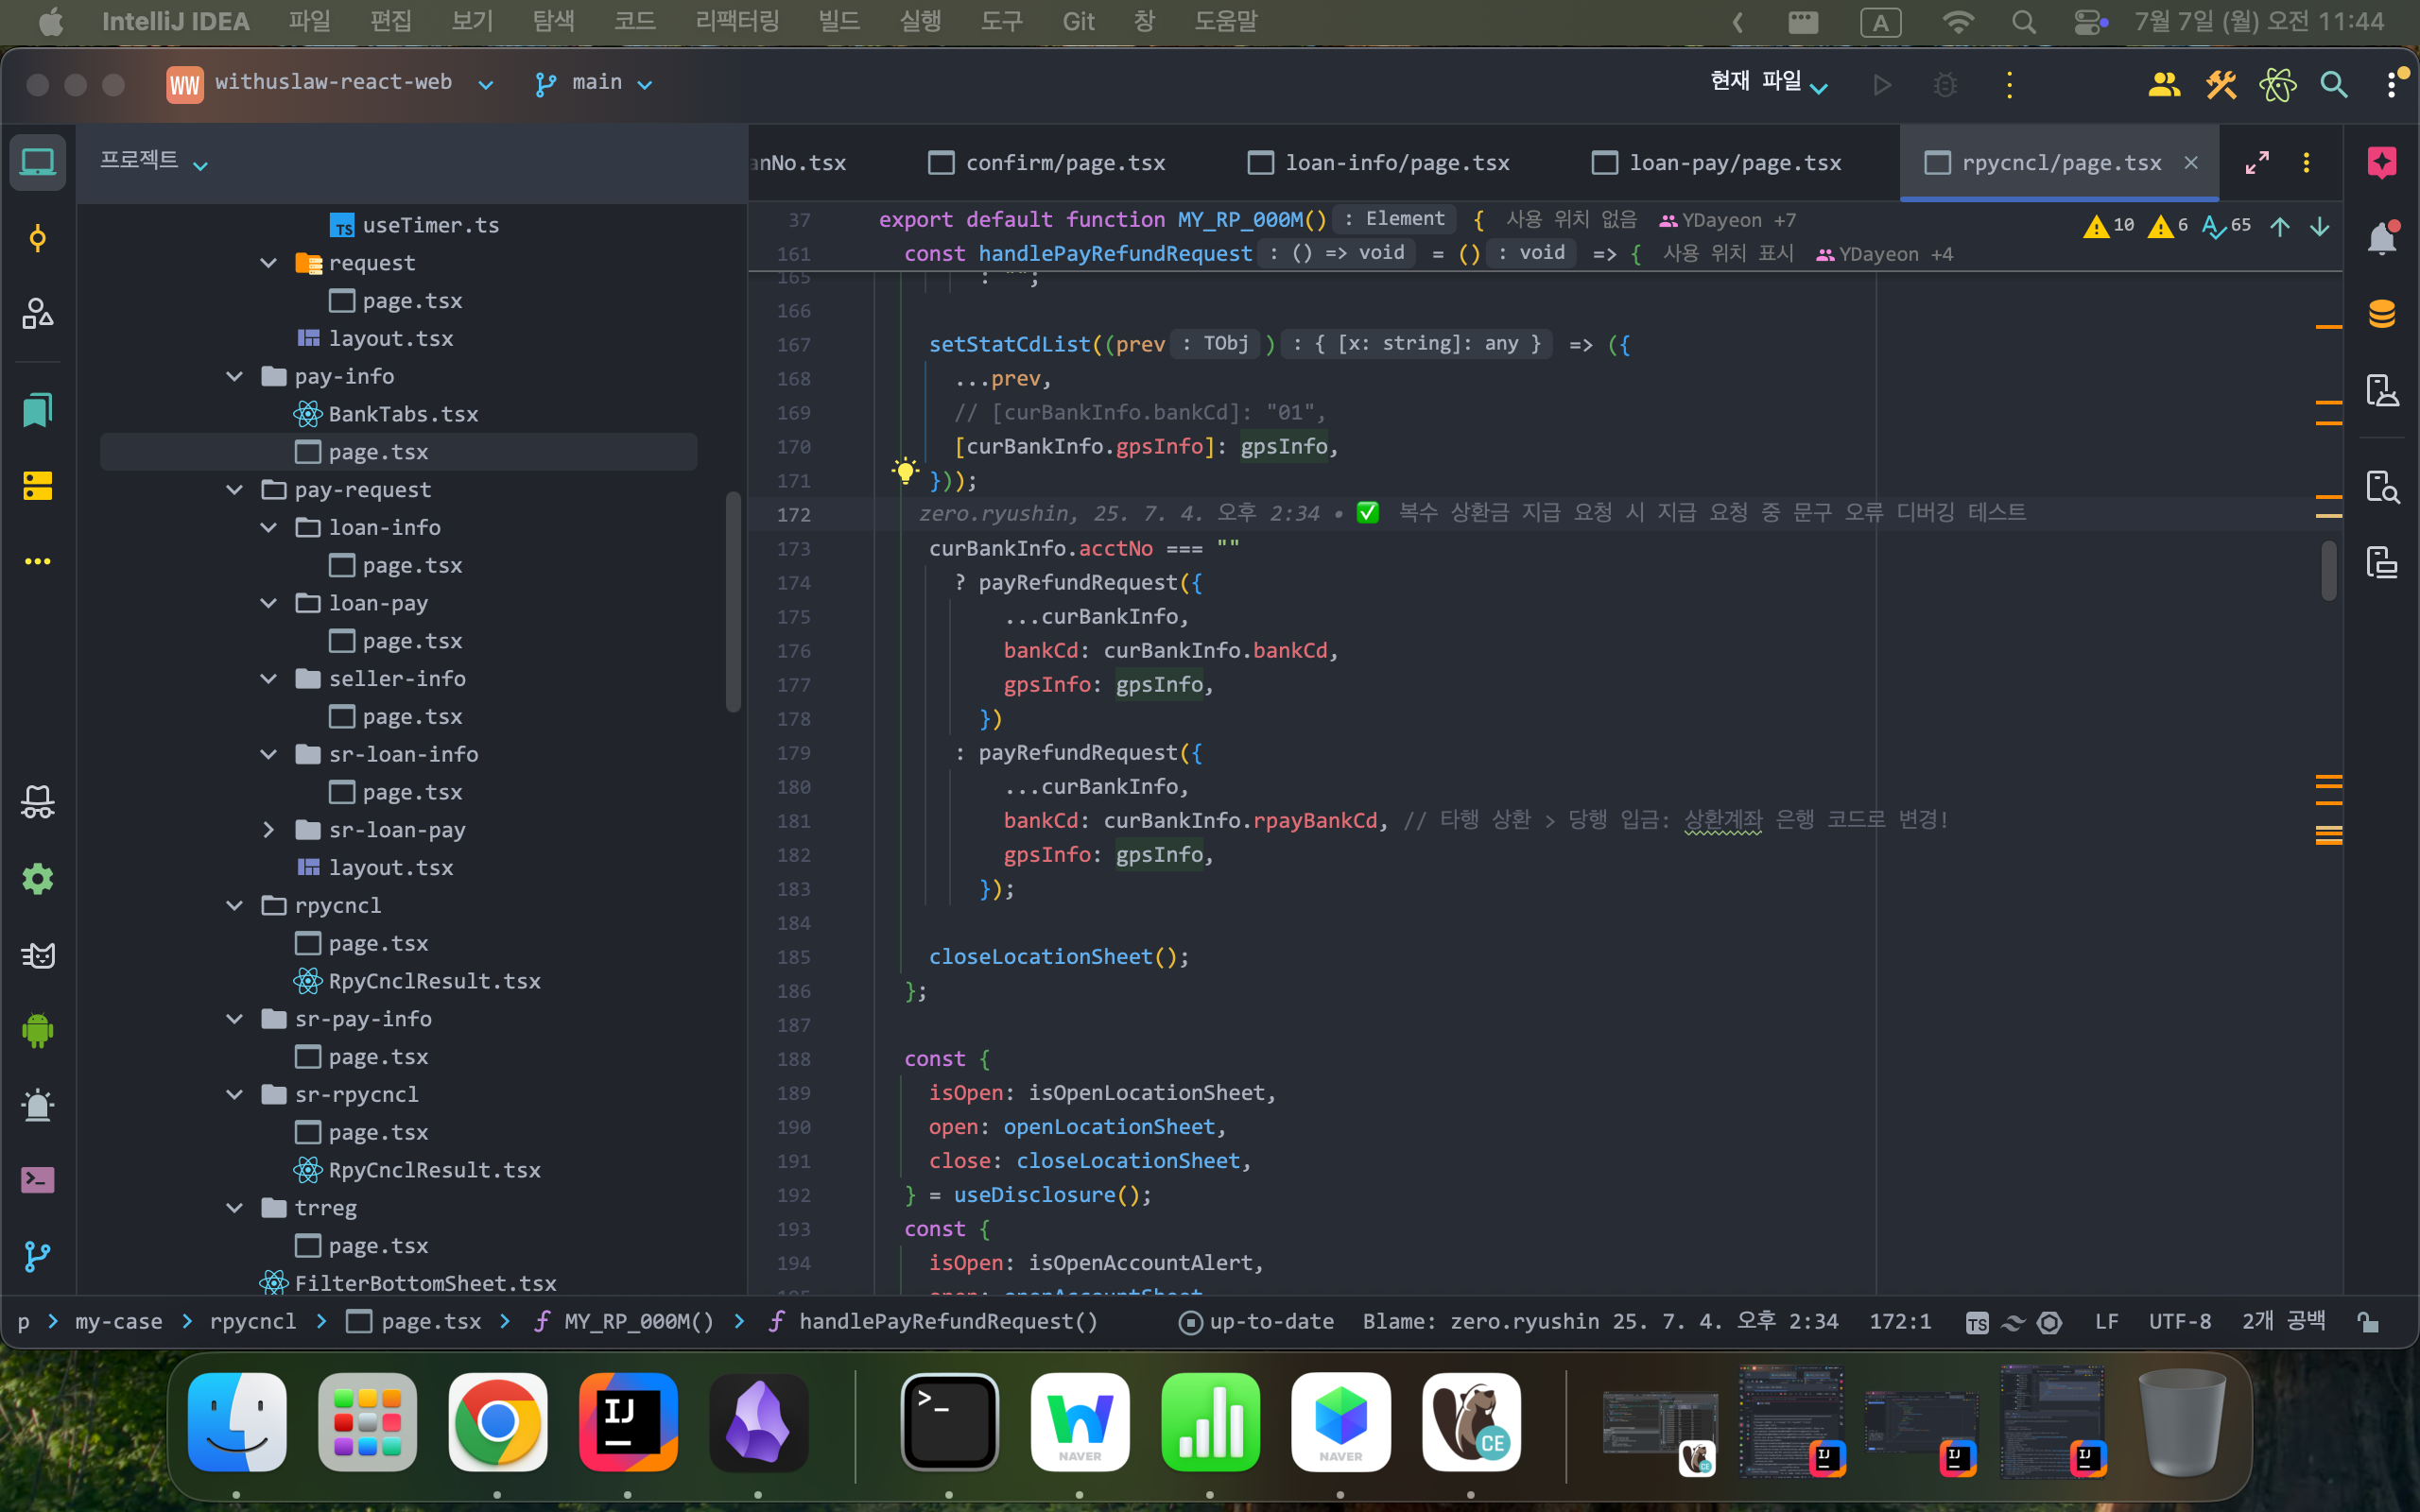 IntelliJ IDEA 파일 편집 보기 탐색 코드 리팩터링 빌드 실행 도구 Git 창 도움말 A 7월 7일 (월) 오전 11:44
WW withuslaw-react-web main 현재 파일
프로젝트
anNo.tsx confirm/page.tsx loan-info/page.tsx loan-pay/page.tsx rpycncl/page.tsx
TS useTimer.ts
request
page.tsx
layout.tsx
pay-info
BankTabs.tsx
page.tsx
pay-request
loan-info
page.tsx
loan-pay
page.tsx
seller-info
page.tsx
sr-loan-info
page.tsx
sr-loan-pay
layout.tsx
rpycncl
page.tsx
RpyCnclResult.tsx
sr-pay-info
page.tsx
sr-rpycncl
page.tsx
RpyCnclResult.tsx
trreg
page.tsx
FilterBottomSheet.tsx
37 export default function MY_RP_000M() : Element { 사용 위치 없음 YDayeon +7
10 6 65
161 const handlePayRefundRequest : () => void = () : void => { 사용 위치 표시 YDayeon +4
165 : "";
166
167 setStatCdList((prev : TObj ) : { [x: string]: any } => ({
168 ...prev,
169 // [curBankInfo.bankCd]: "01",
170 [curBankInfo.gpsInfo]: gpsInfo,
171 }));
172 zero.ryushin, 25. 7. 4. 오후 2:34 • ✅ 복수 상환금 지급 요청 시 지급 요청 중 문구 오류 디버깅 테스트
173 curBankInfo.acctNo === ""
174 ? payRefundRequest({
175 ...curBankInfo,
176 bankCd: curBankInfo.bankCd,
177 gpsInfo: gpsInfo,
178 })
179 : payRefundRequest({
180 ...curBankInfo,
181 bankCd: curBankInfo.rpayBankCd, // 타행 상환 > 당행 입금: 상환계좌 은행 코드로 변경!
182 gpsInfo: gpsInfo,
183 });
184
185 closeLocationSheet();
186 };
187
188 const {
189 isOpen: isOpenLocationSheet,
190 open: openLocationSheet,
191 close: closeLocationSheet,
192 } = useDisclosure();
193 const {
194 isOpen: isOpenAccountAlert,
p > my-case > rpycncl > page.tsx > MY_RP_000M() > handlePayRefundRequest() up-to-date Blame: zero.ryushin 25. 7. 4. 오후 2:34 172:1 TS LF UTF-8 2개 공백
IJ
>_
NAVER
NAVER
CE
IJ
IJ
IJ